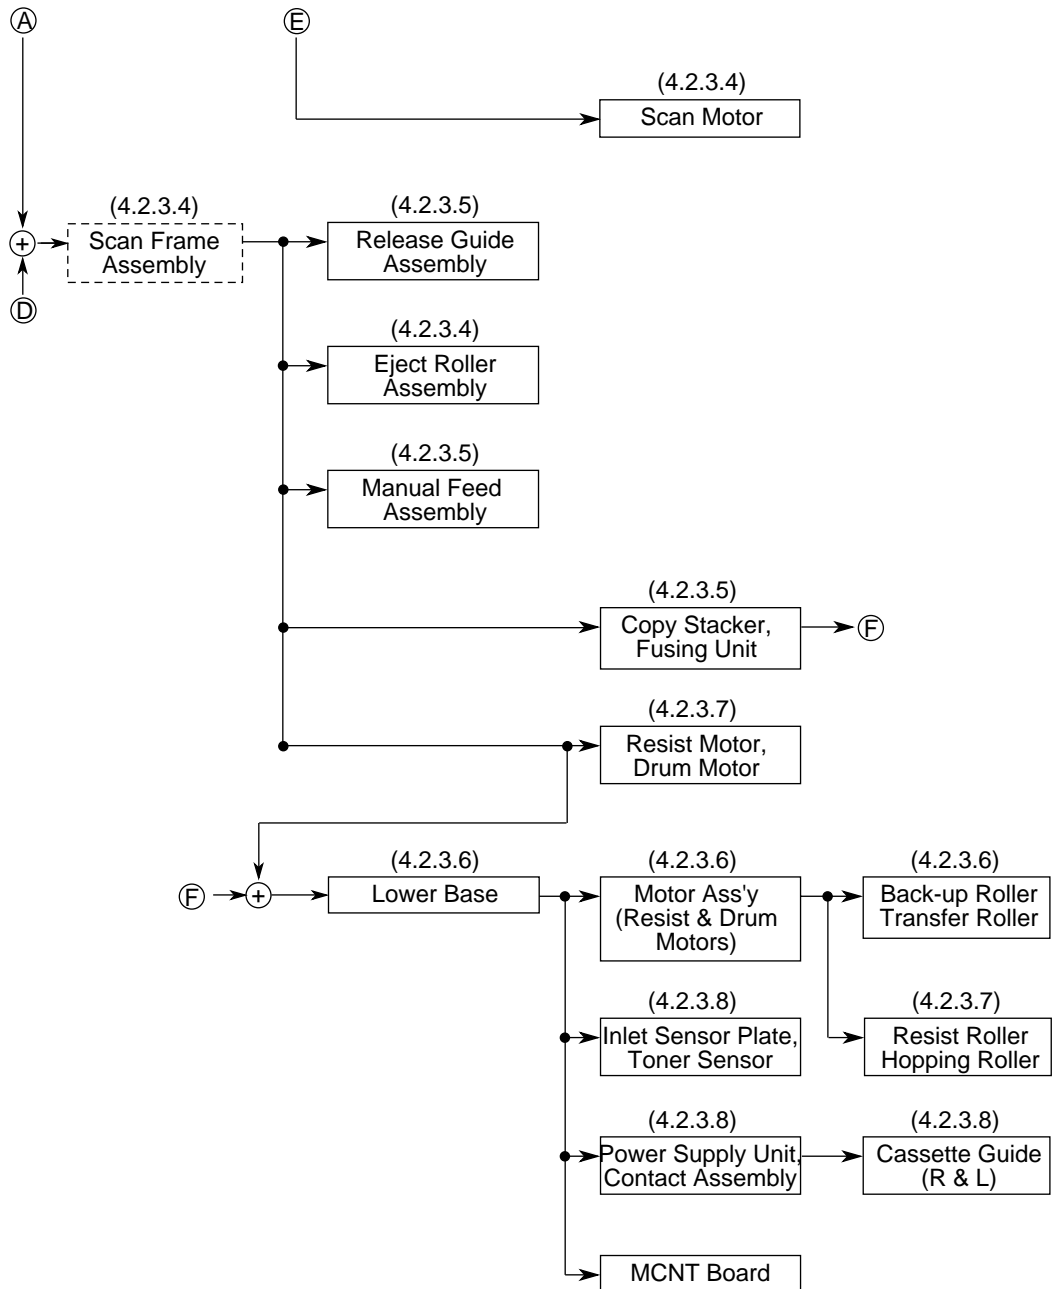 A
E
(4.2.3.4)
Scan Motor
(4.2.3.4)
Scan Frame
Assembly
+
D
(4.2.3.5)
Release Guide
Assembly
(4.2.3.4)
Eject Roller
Assembly
(4.2.3.5)
Manual Feed
Assembly
(4.2.3.5)
Copy Stacker,
Fusing Unit
F
(4.2.3.7)
Resist Motor,
Drum Motor
F
+
(4.2.3.6)
Lower Base
(4.2.3.6)
Motor Ass'y
(Resist & Drum
Motors)
(4.2.3.6)
Back-up Roller
Transfer Roller
(4.2.3.8)
Inlet Sensor Plate,
Toner Sensor
(4.2.3.7)
Resist Roller
Hopping Roller
(4.2.3.8)
Power Supply Unit,
Contact Assembly
(4.2.3.8)
Cassette Guide
(R & L)
MCNT Board